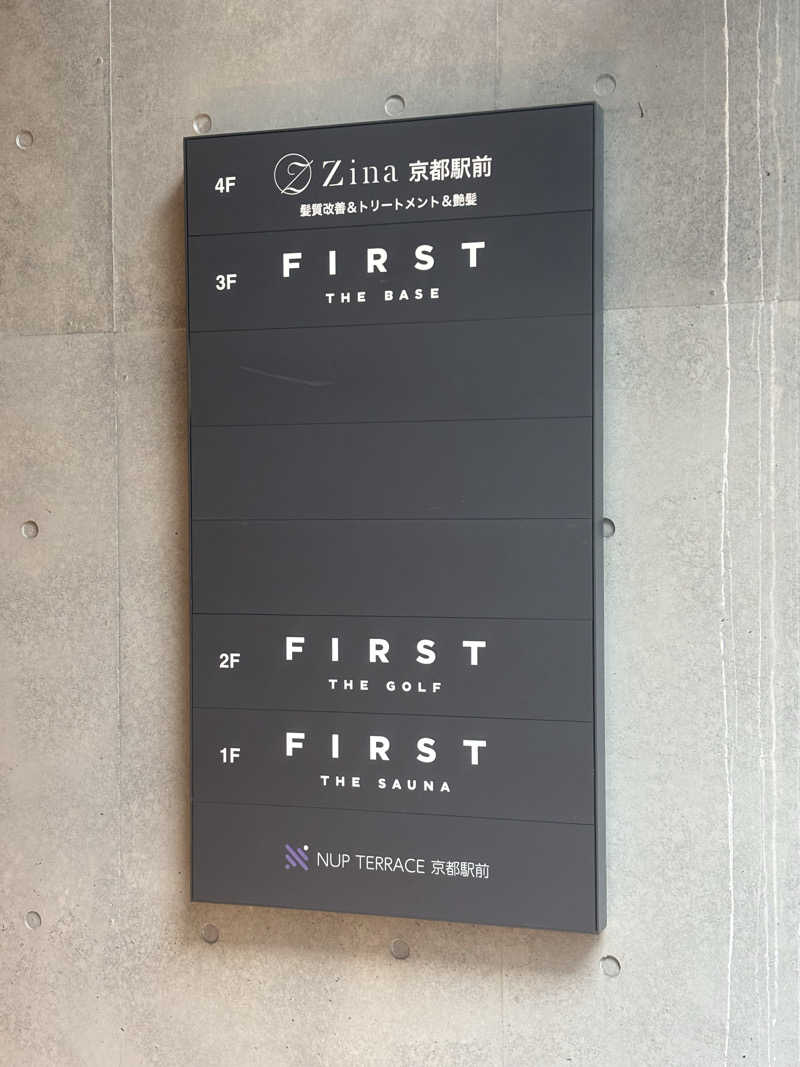 4F Zina 京都駅前
髪質改善&トリートメント&艶髪
3F FIRST
THE BASE
2F FIRST
THE GOLF
1F FIRST
THE SAUNA
NUP TERRACE 京都駅前